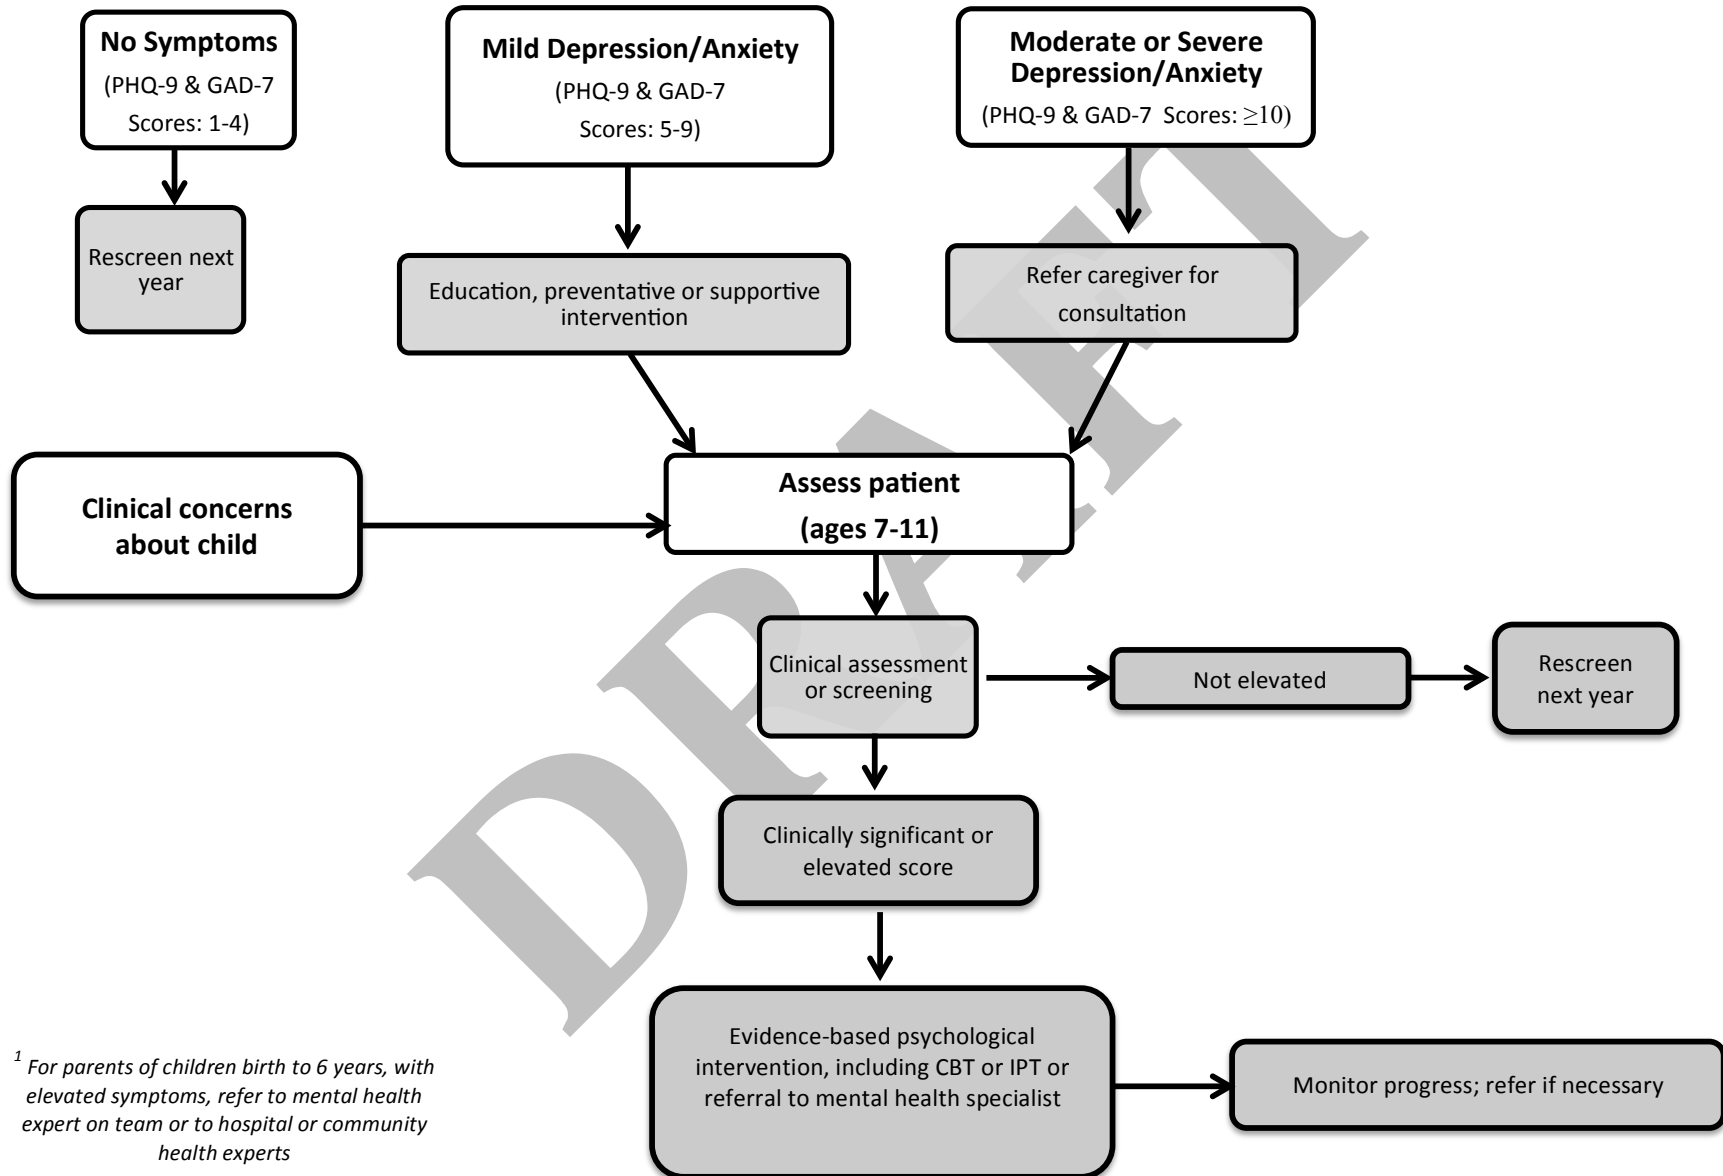 No Symptoms
(PHQ-9 & GAD-7
Scores: 1-4)
Mild Depression/Anxiety
(PHQ-9 & GAD-7
Scores: 5-9)
Moderate or Severe
Depression/Anxiety
(PHQ-9 & GAD-7 Scores: ≥10)
Rescreen next
year
Education, preventative or supportive
intervention
Refer caregiver for
consultation
Clinical concerns
about child
Assess patient
(ages 7-11)
Clinical assessment
or screening
Not elevated
Rescreen
next year
Clinically significant or
elevated score
Evidence-based psychological
intervention, including CBT or IPT or
referral to mental health specialist
Monitor progress; refer if necessary
1 For parents of children birth to 6 years, with
elevated symptoms, refer to mental health
expert on team or to hospital or community
health experts
DRAFT